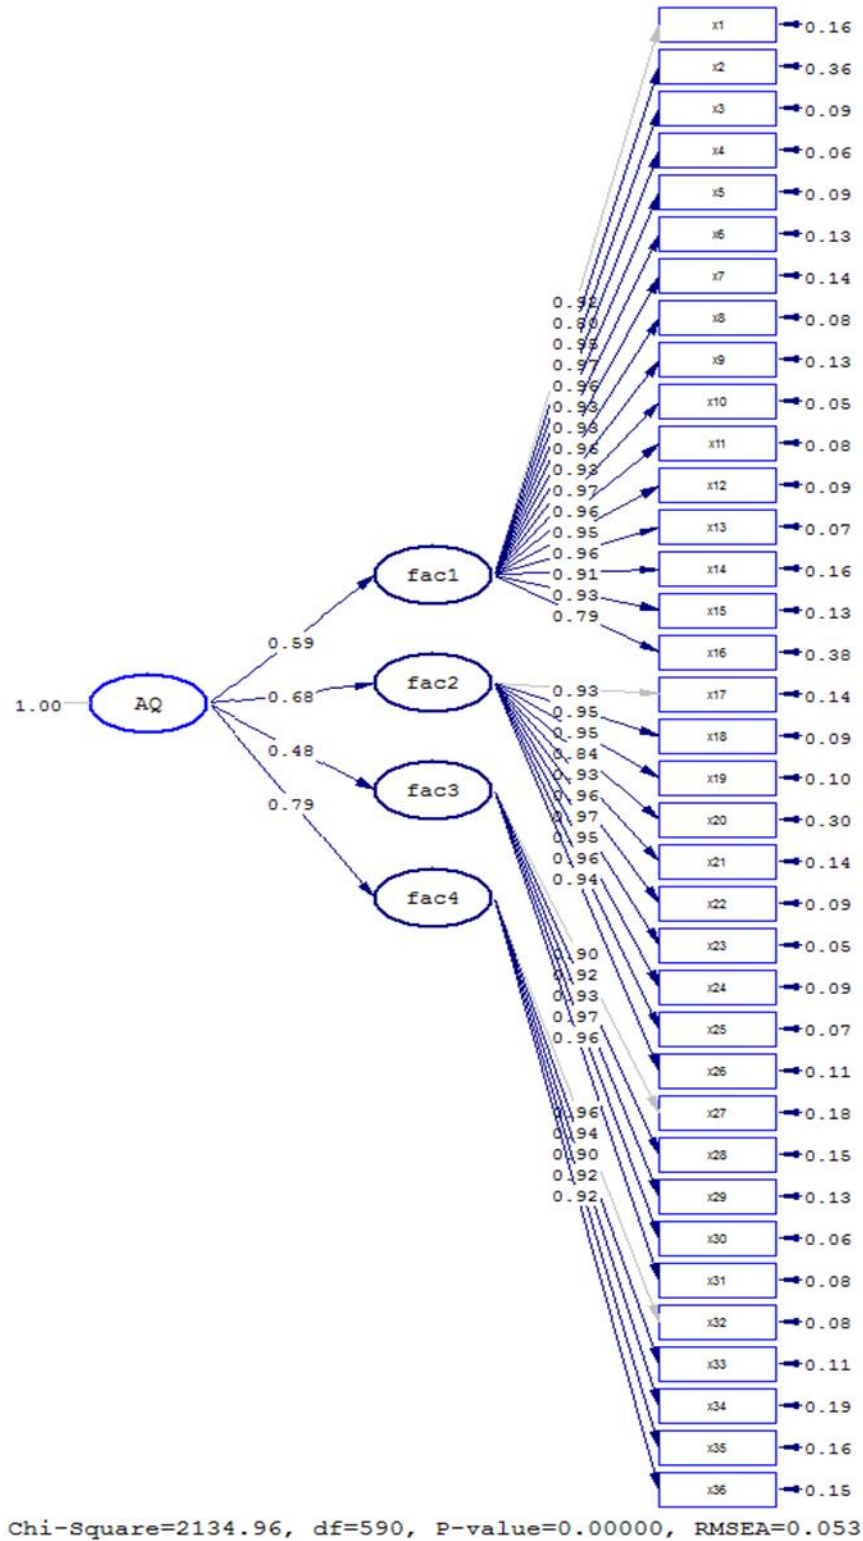 x1 0.16
x2 0.36
x3 0.09
x4 0.06
x5 0.09
x6 0.13
x7 0.14
x8 0.08
x9 0.13
x10 0.05
x11 0.08
x12 0.09
x13 0.07
x14 0.16
x15 0.13
x16 0.38
x17 0.14
x18 0.09
x19 0.10
x20 0.30
x21 0.14
x22 0.09
x23 0.05
x24 0.09
x25 0.07
x26 0.11
x27 0.18
x28 0.15
x29 0.13
x30 0.06
x31 0.08
x32 0.08
x33 0.11
x34 0.19
x35 0.16
x36 0.15
0.92
0.80
0.95
0.97
0.96
0.93
0.93
0.96
0.93
0.97
0.96
0.95
0.96
0.91
0.93
0.79
0.93
0.95
0.95
0.84
0.93
0.96
0.97
0.95
0.96
0.94
0.90
0.92
0.93
0.97
0.96
0.96
0.94
0.90
0.92
0.92
fac1
fac2
fac3
fac4
0.59
0.68
0.48
0.79
1.00 AQ
Chi-Square=2134.96, df=590, P-value=0.00000, RMSEA=0.053